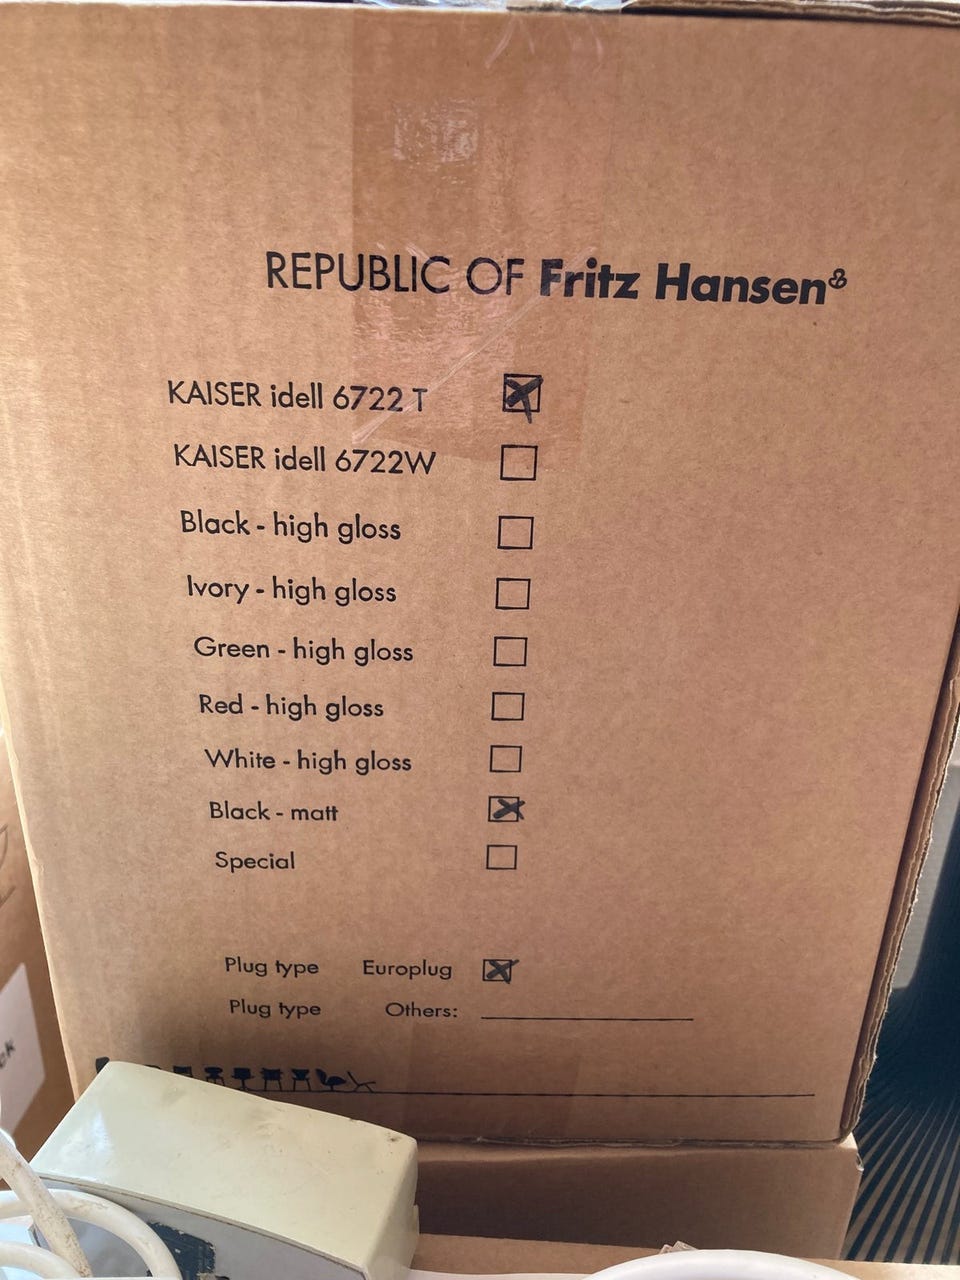 REPUBLIC OF Fritz Hansen
KAISER idell 6722 T
KAISER idell 6722W
Black - high gloss
Ivory - high gloss
Green - high gloss
Red - high gloss
White - high gloss
Black - matt
Special
Plug type Europlug
Plug type Others: